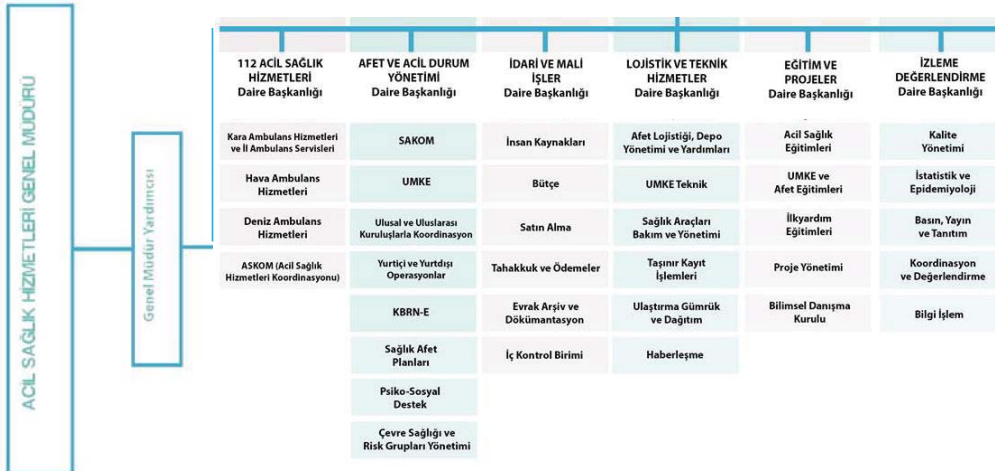 ACİL SAĞLIK HİZMETLERİ GENEL MÜDÜRÜ
Genel Müdür Yardımcısı
112 ACİL SAĞLIK
HİZMETLERİ
Daire Başkanlığı
Kara Ambulans Hizmetleri
ve İl Ambulans Servisleri
Hava Ambulans
Hizmetleri
Deniz Ambulans
Hizmetleri
ASKOM (Acil Sağlık
Hizmetleri Koordinasyonu)
AFET VE ACİL DURUM
YÖNETİMİ
Daire Başkanlığı
SAKOM
UMKE
Ulusal ve Uluslarası
Kuruluşlarla Koordinasyon
Yurtiçi ve Yurtdışı
Operasyonlar
KBRN-E
Sağlık Afet
Planları
Psiko-Sosyal
Destek
Çevre Sağlığı ve
Risk Grupları Yönetimi
İDARİ VE MALİ
İŞLER
Daire Başkanlığı
İnsan Kaynakları
Bütçe
Satın Alma
Tahakkuk ve Ödemeler
Evrak Arşiv ve
Dökümantasyon
İç Kontrol Birimi
LOJİSTİK VE TEKNİK
HİZMETLER
Daire Başkanlığı
Afet Lojistiği, Depo
Yönetimi ve Yardımları
UMKE Teknik
Sağlık Araçları
Bakım ve Yönetimi
Taşınır Kayıt
İşlemleri
Ulaştırma Gümrük
ve Dağıtım
Haberleşme
EĞİTİM VE
PROJELER
Daire Başkanlığı
Acil Sağlık
Eğitimleri
UMKE ve
Afet Eğitimleri
İlkyardım
Eğitimleri
Proje Yönetimi
Bilimsel Danışma
Kurulu
İZLEME
DEĞERLENDİRME
Daire Başkanlığı
Kalite
Yönetimi
İstatistik ve
Epidemiyoloji
Basın, Yayın
ve Tanıtım
Koordinasyon
ve Değerlendirme
Bilgi İşlem